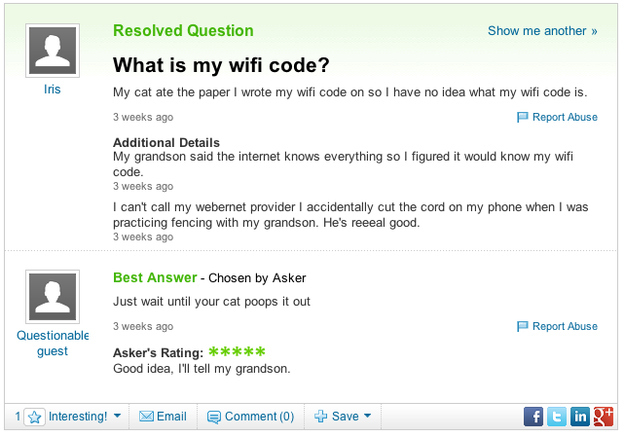 Resolved Question
Show me another »
Iris
What is my wifi code?
My cat ate the paper I wrote my wifi code on so I have no idea what my wifi code is.
3 weeks ago
Report Abuse
Additional Details
My grandson said the internet knows everything so I figured it would know my wifi
code.
3 weeks ago
I can't call my webernet provider I accidentally cut the cord on my phone when I was
practicing fencing with my grandson. He's reeeal good.
3 weeks ago
Best Answer - Chosen by Asker
Just wait until your cat poops it out
Questionable
guest
3 weeks ago
Report Abuse
Asker's Rating: *****
Good idea, I'll tell my grandson.
1 Interesting! Email Comment (0) Save f t in g+